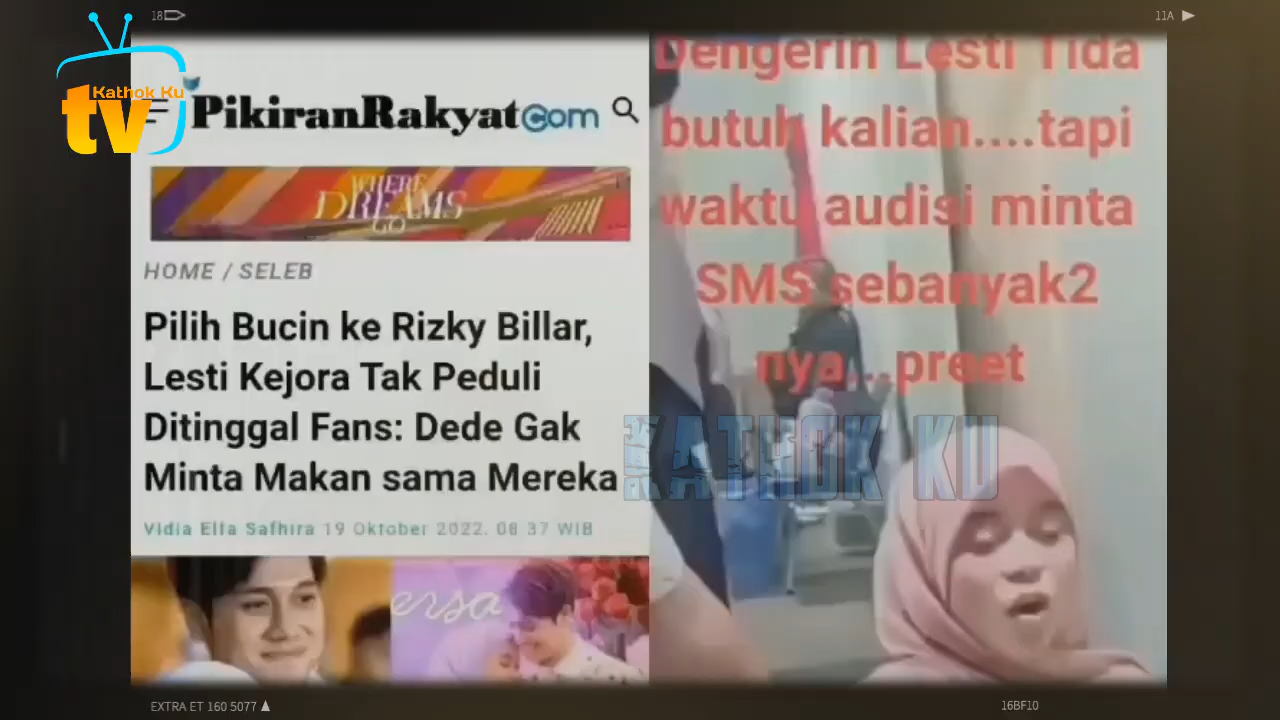 18
11A
Kathok Ku
tv
PikiranRakyat.com
WHERE
DREAMS
GO
HOME / SELEB
Pilih Bucin ke Rizky Billar,
Lesti Kejora Tak Peduli
Ditinggal Fans: Dede Gak
Minta Makan sama Mereka
Vidia Elfa Safhira 19 Oktober 2022, 08 37 WIB
ersa
Dengerin Lesti Tida
butuh kalian....tapi
waktu audisi minta
SMS sebanyak2
nya...preet
KATHOK KU
EXTRA ET 160 5077
16BF10